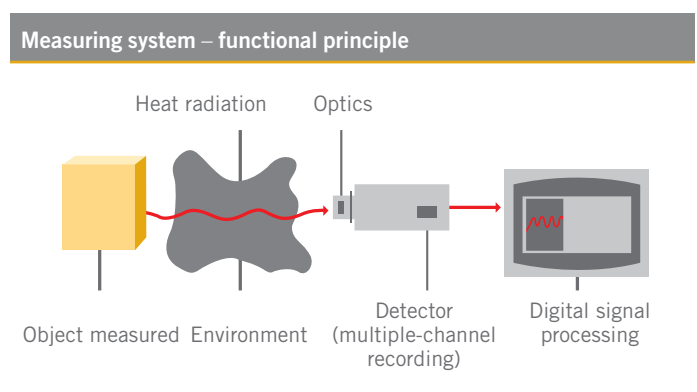 Measuring system – functional principle
Heat radiation
Optics
Object measured
Environment
Detector
(multiple-channel
recording)
Digital signal
processing